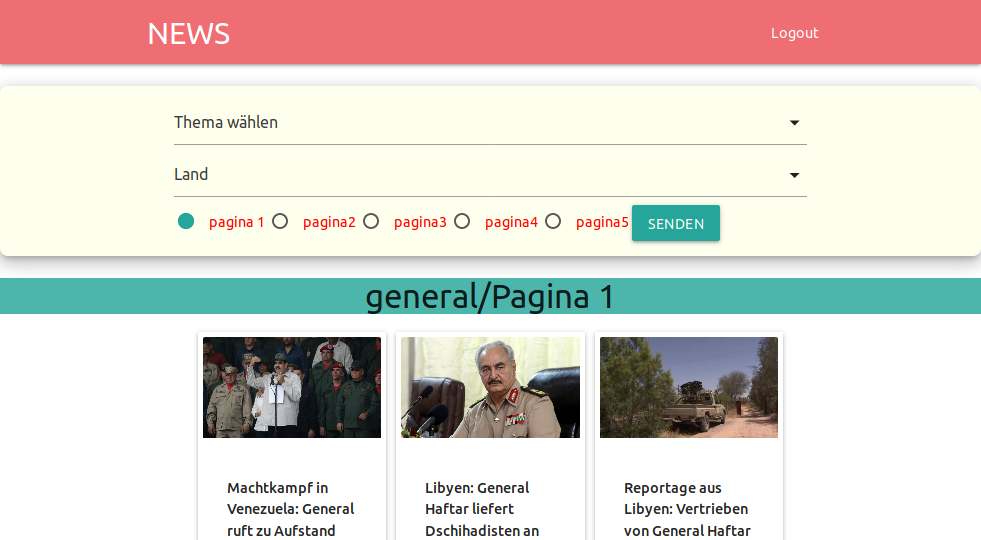 NEWS
Logout
Thema wählen
Land
pagina 1 pagina2 pagina3 pagina4 pagina5 SENDEN
general/Pagina 1
Machtkampf in
Venezuela: General
ruft zu Aufstand
Libyen: General
Haftar liefert
Dschihadisten an
Reportage aus
Libyen: Vertrieben
von General Haftar